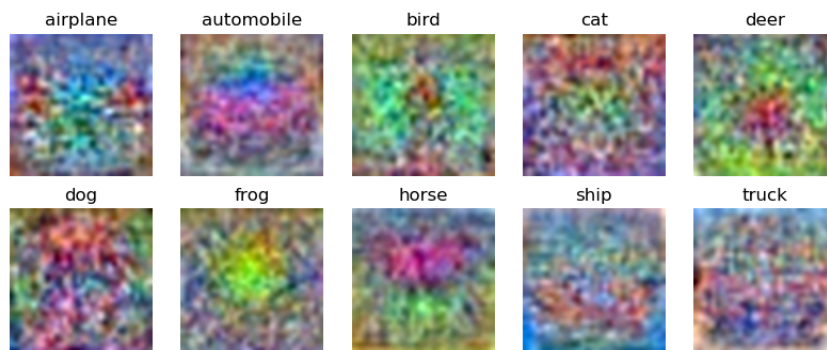 airplane automobile bird cat deer
dog frog horse ship truck